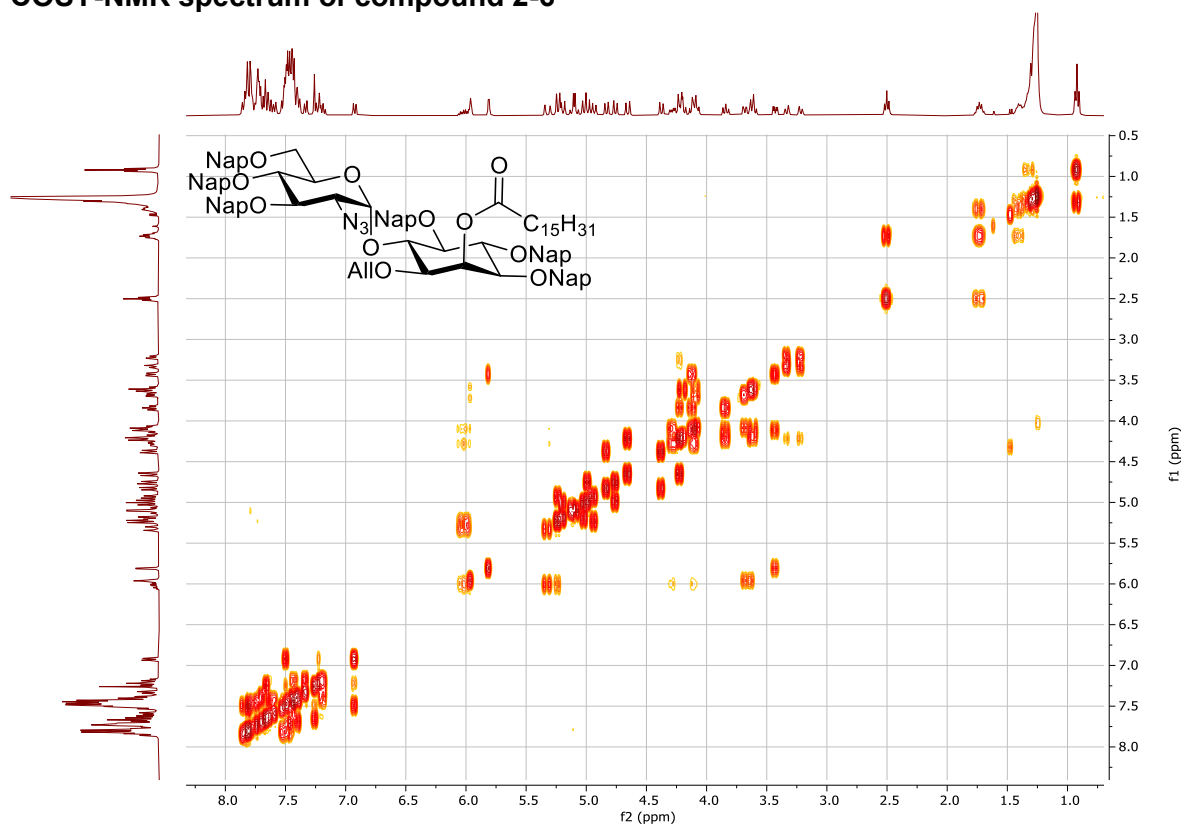 COSY-NMR spectrum of compound 2-6
NapO
NapO
NapO
O
N3
NapO
O
O
C15H31
O
AllO
ONap
ONap
0.5
1.0
1.5
2.0
2.5
3.0
3.5
4.0
4.5
5.0
5.5
6.0
6.5
7.0
7.5
8.0
f1 (ppm)
8.0 7.5 7.0 6.5 6.0 5.5 5.0 4.5 4.0 3.5 3.0 2.5 2.0 1.5 1.0
f2 (ppm)